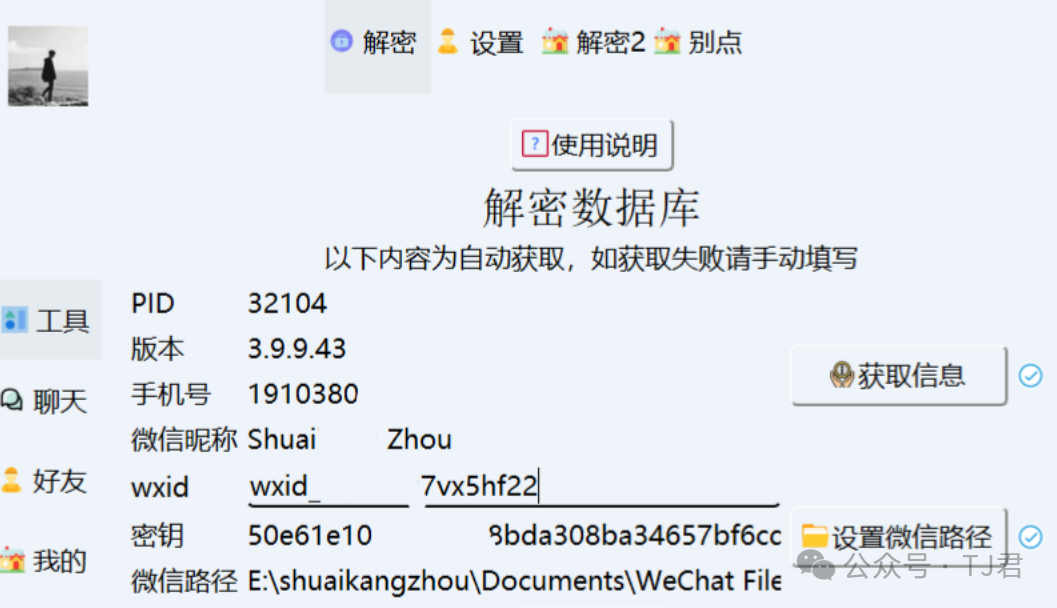 解密 设置 解密2 别点
?使用说明
解密数据库
以下内容为自动获取，如获取失败请手动填写
PID 32104
版本 3.9.9.43
手机号 1910380
微信昵称 Shuai Zhou
wxid wxid_ 7vx5hf22
密钥 50e61e10 8bda308ba34657bf6cc
微信路径 E:\shuaikangzhou\Documents\WeChat File
工具
聊天
好友
我的
获取信息
设置微信路径
公众号 · TJ君